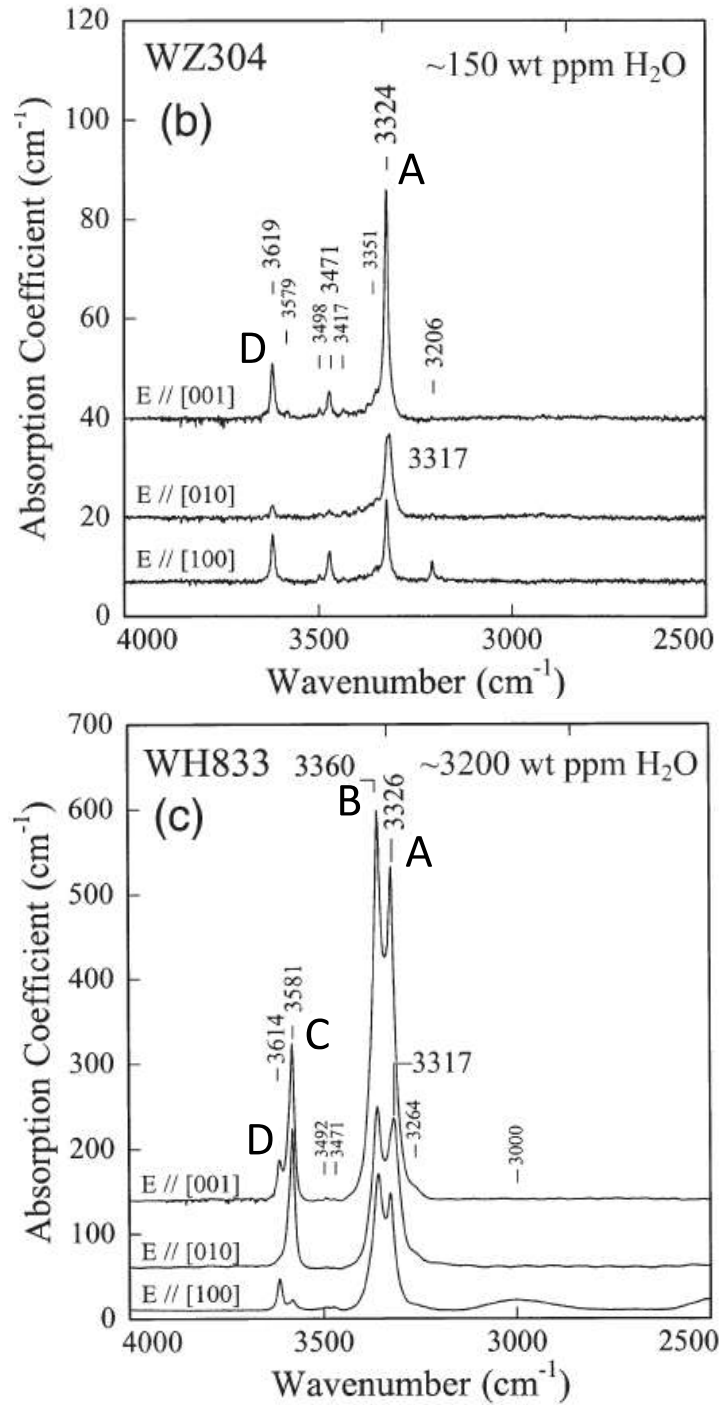 120
WZ304 ~150 wt ppm H₂O
(b)
100
3324
A
80
3619
3579
3498
3471
3417
3351
3206
60
D
E // [001]
40
3317
E // [010]
20
E // [100]
0
4000 3500 3000 2500
Absorption Coefficient (cm⁻¹)
Wavenumber (cm⁻¹)
700
WH833 3360 ~3200 wt ppm H₂O
(c)
B
3326
A
600
500
400
3614
3581
C
300
3317
3264
D
3492
3471
3000
200
E // [001]
100
E // [010]
E // [100]
0
4000 3500 3000 2500
Absorption Coefficient (cm⁻¹)
Wavenumber (cm⁻¹)